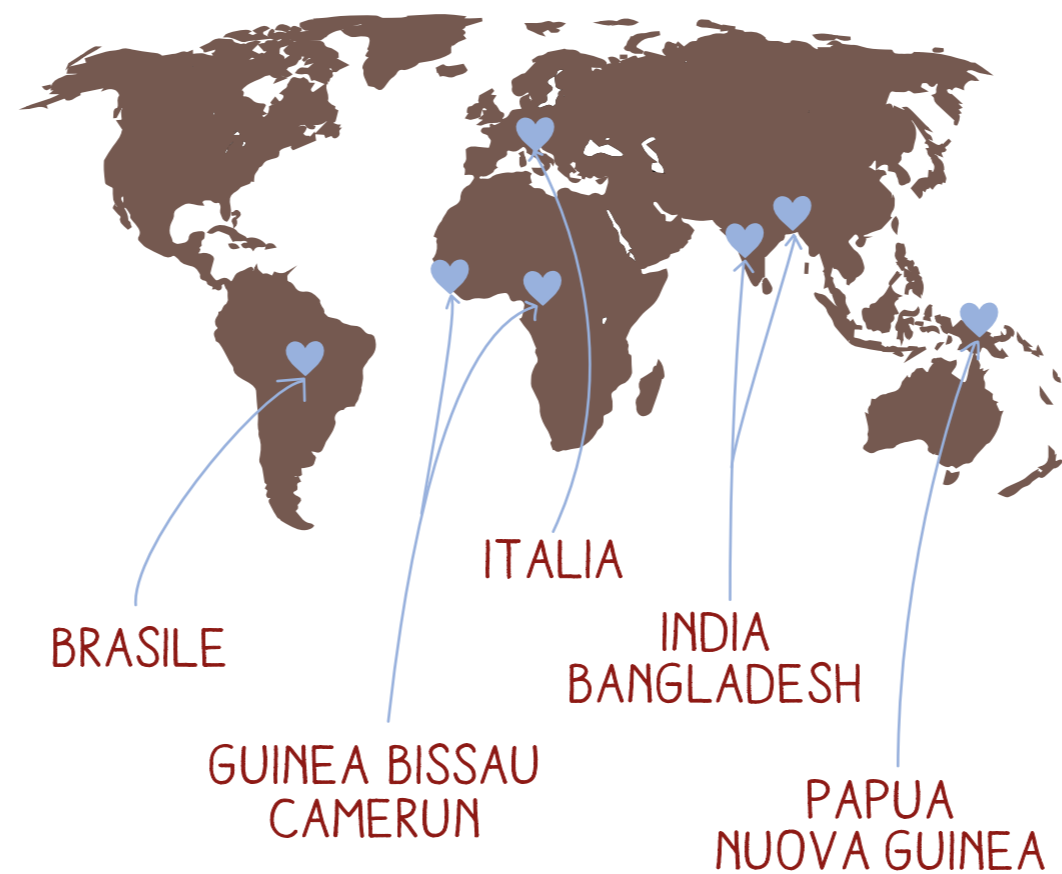 ITALIA
BRASILE
INDIA
BANGLADESH
GUINEA BISSAU
CAMERUN
PAPUA
NUOVA GUINEA